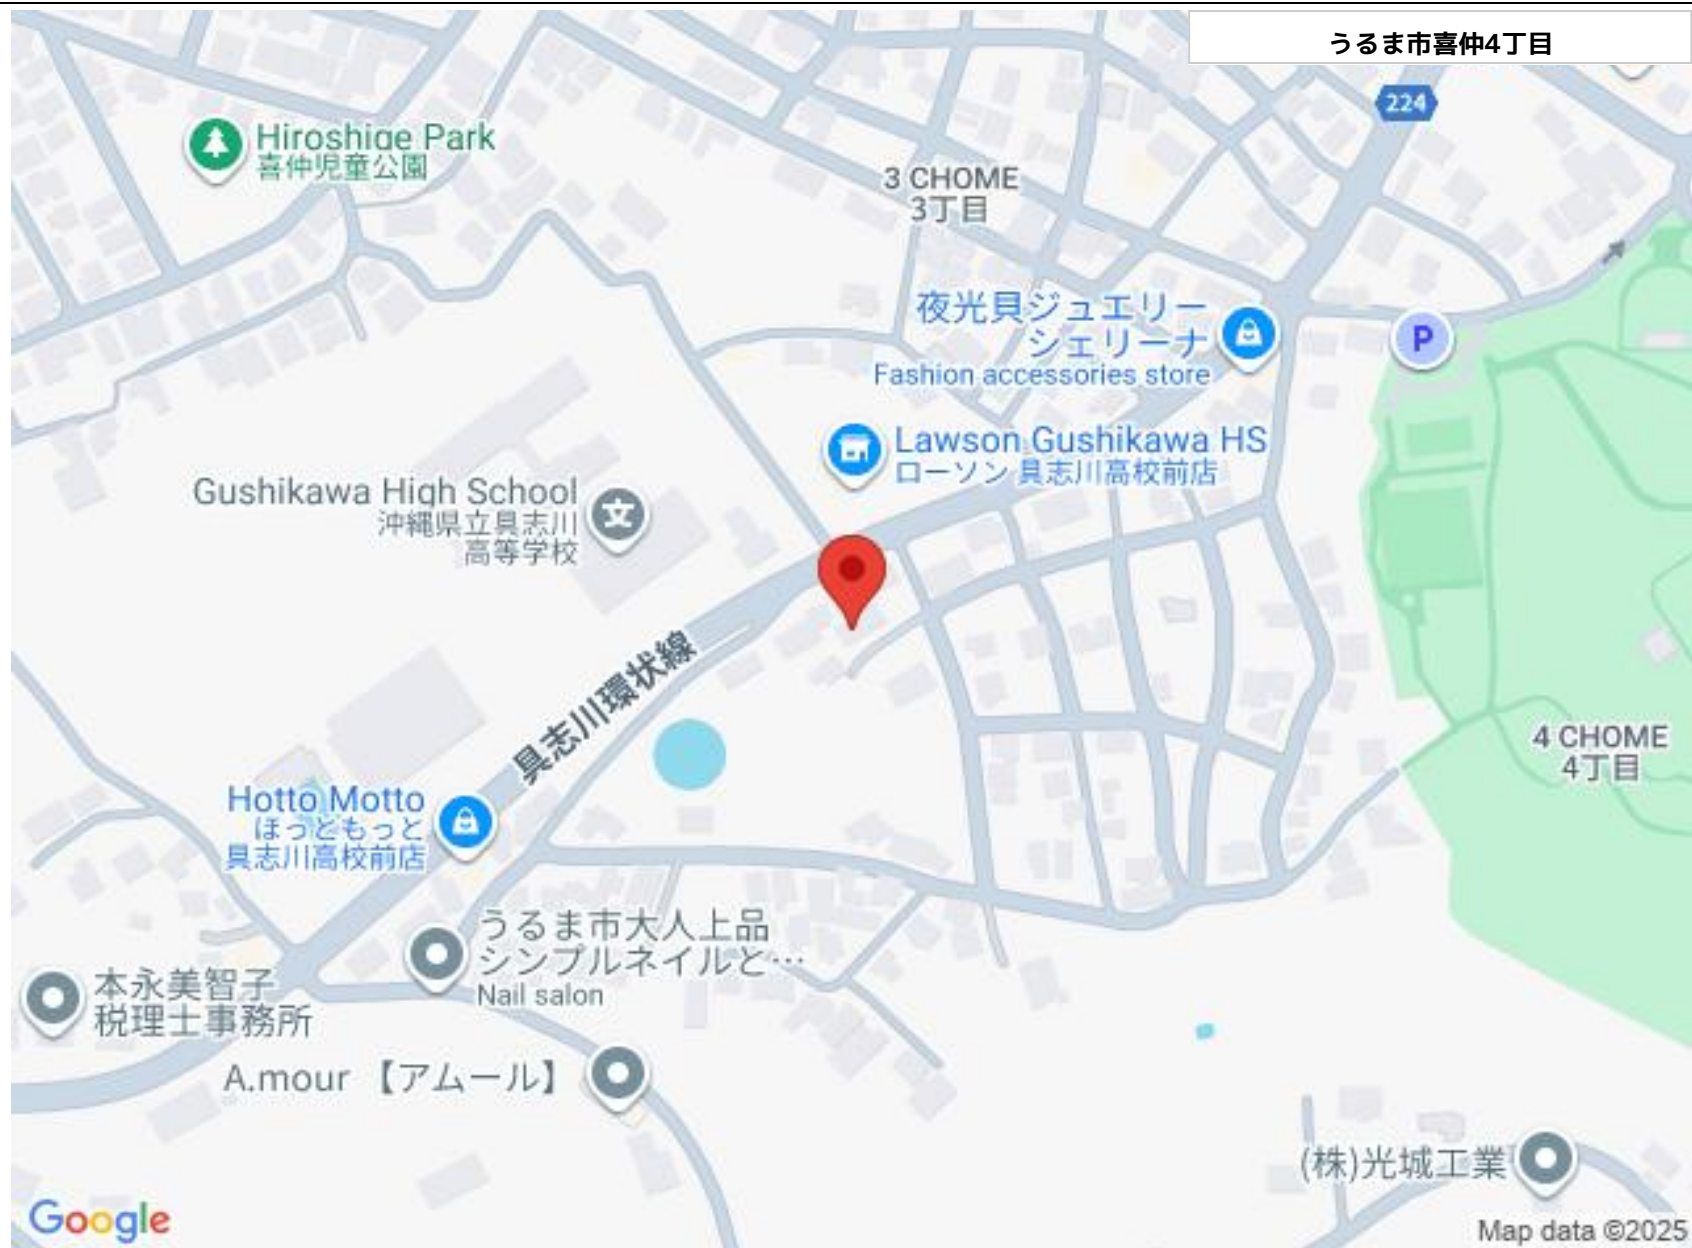 うるま市喜仲4丁目
224
Hiroshige Park
喜仲児童公園
3 CHOME
3丁目
夜光貝ジュエリー
シェリーナ
Fashion accessories store
P
Lawson Gushikawa HS
ローソン 具志川高校前店
Gushikawa High School
沖縄県立具志川
高等学校
文
具志川環状線
4 CHOME
4丁目
Hotto Motto
ほっともっと
具志川高校前店
うるま市大人上品
シンプルネイルと…
Nail salon
本永美智子
税理士事務所
A.mour 【アムール】
(株)光城工業
Google
Map data ©2025